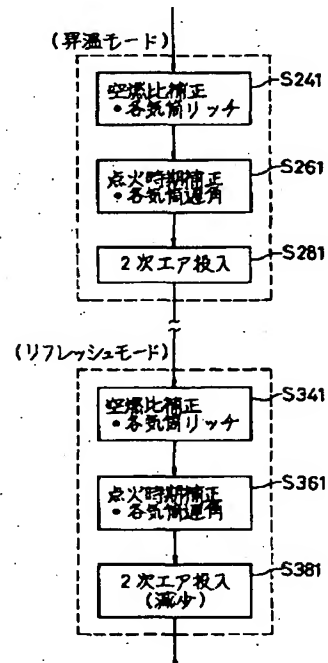 (昇温モード)
S241
空燃比補正
・各気筒リッチ
S261
点火時期補正
・各気筒遅角
S281
2次エア投入
(リフレッシュモード)
S341
空燃比補正
・各気筒リッチ
S361
点火時期補正
・各気筒遅角
S381
2次エア投入
(減少)